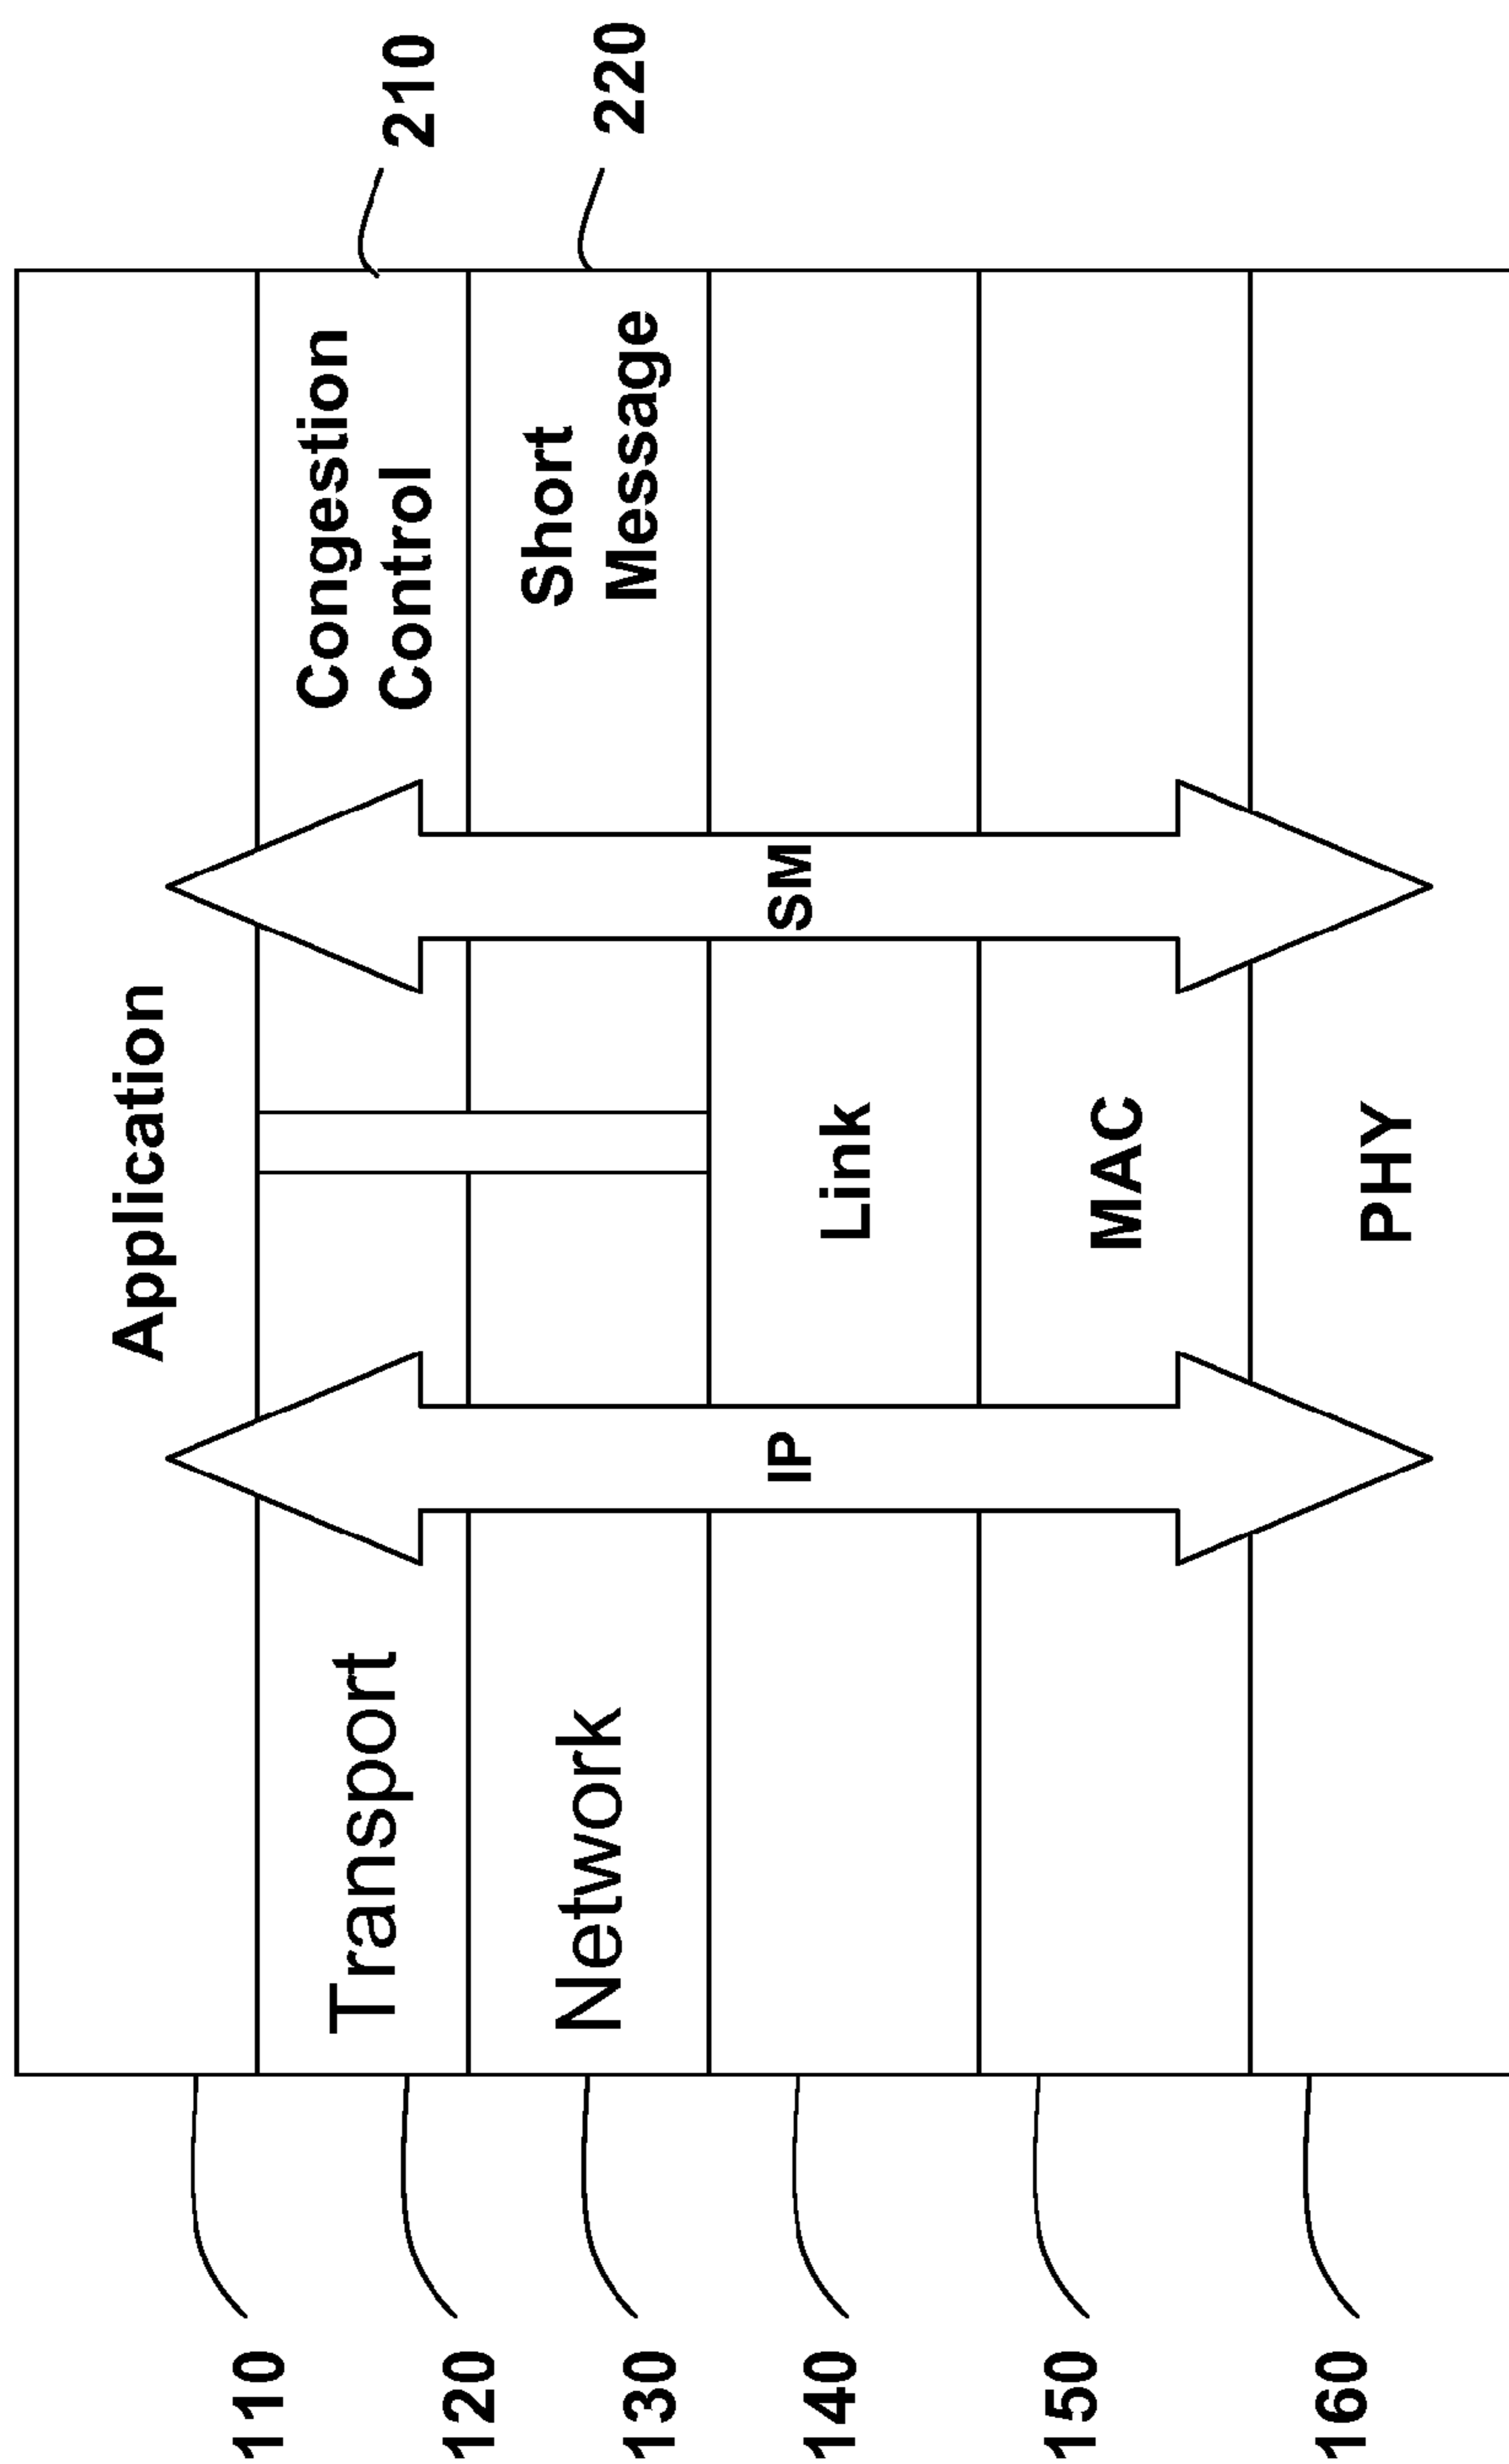 110
Application
120
Transport
Congestion
Control
210
130
Network
Short
Message
220
IP
SM
140
Link
150
MAC
160
PHY